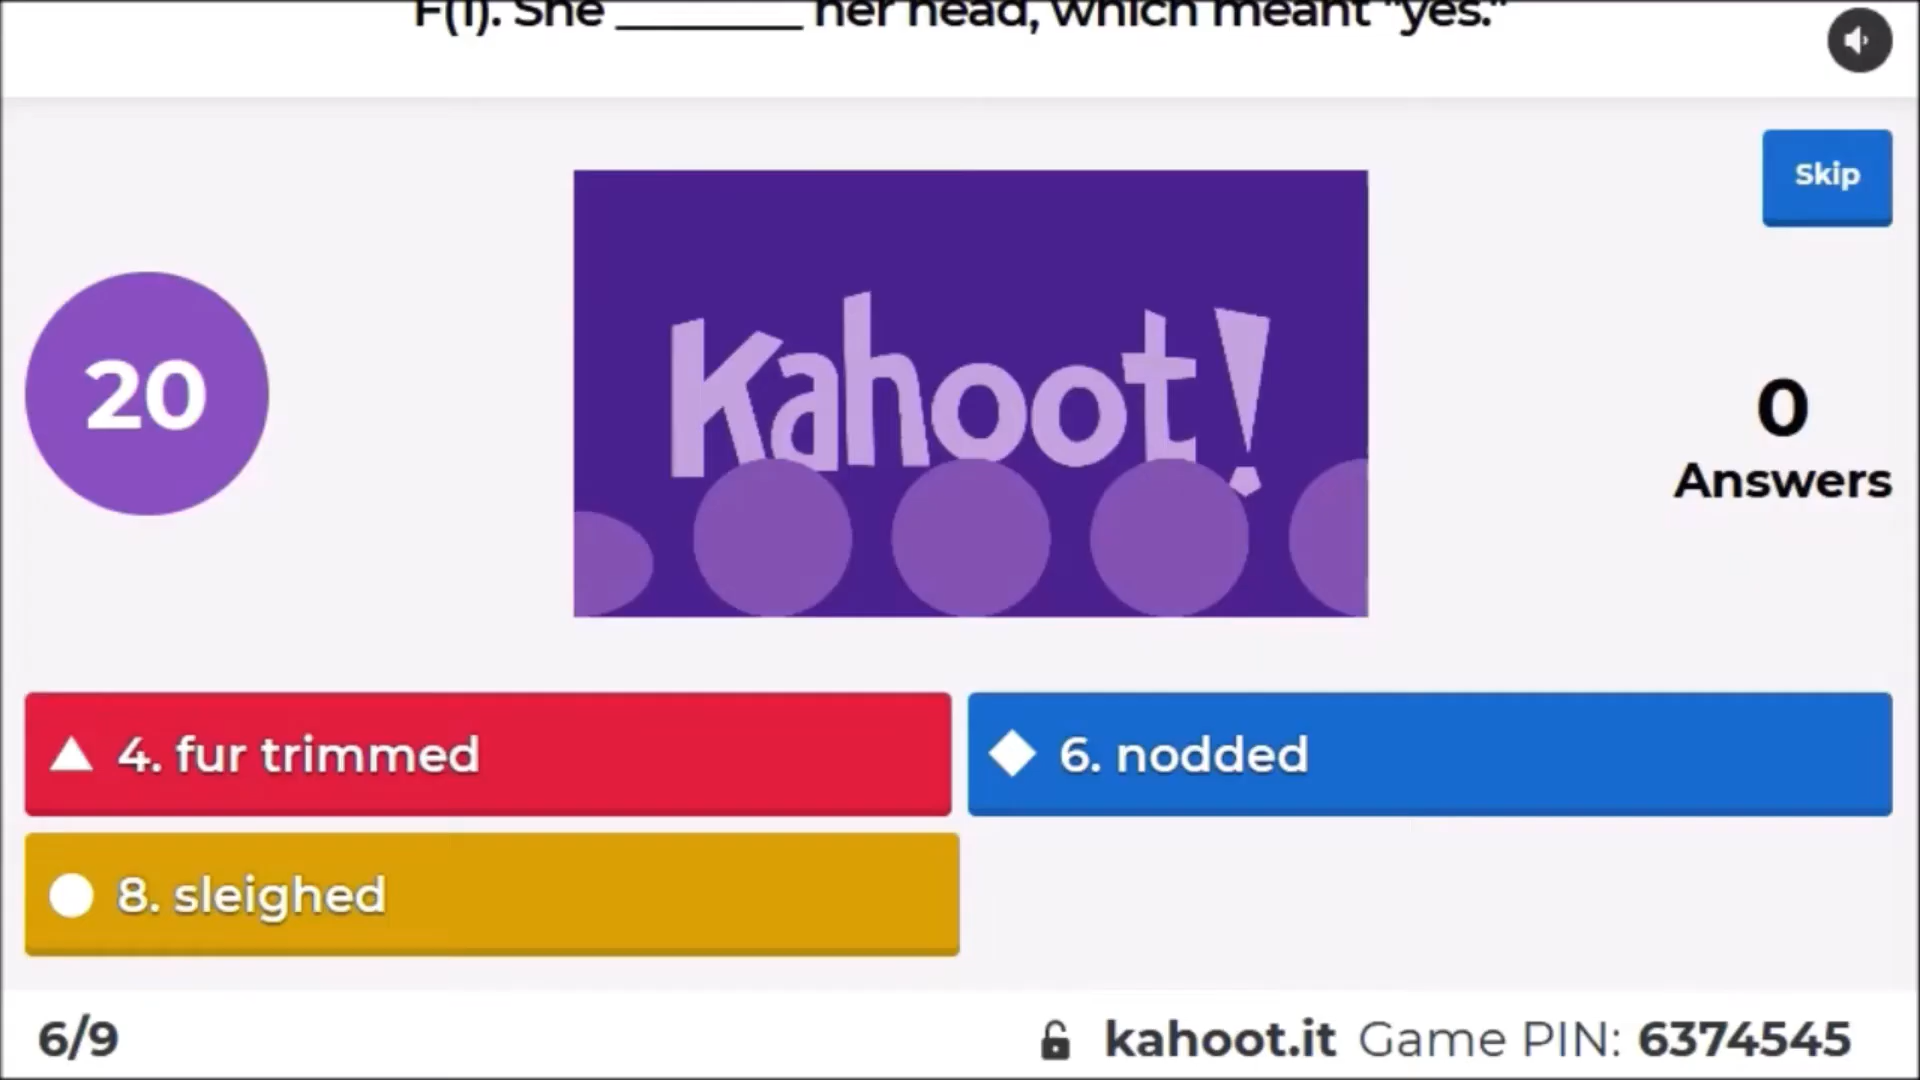 F(1). She ________ her head, which meant "yes."
Skip
20
Kahoot!
0
Answers
4. fur trimmed
6. nodded
8. sleighed
6/9
kahoot.it Game PIN: 6374545